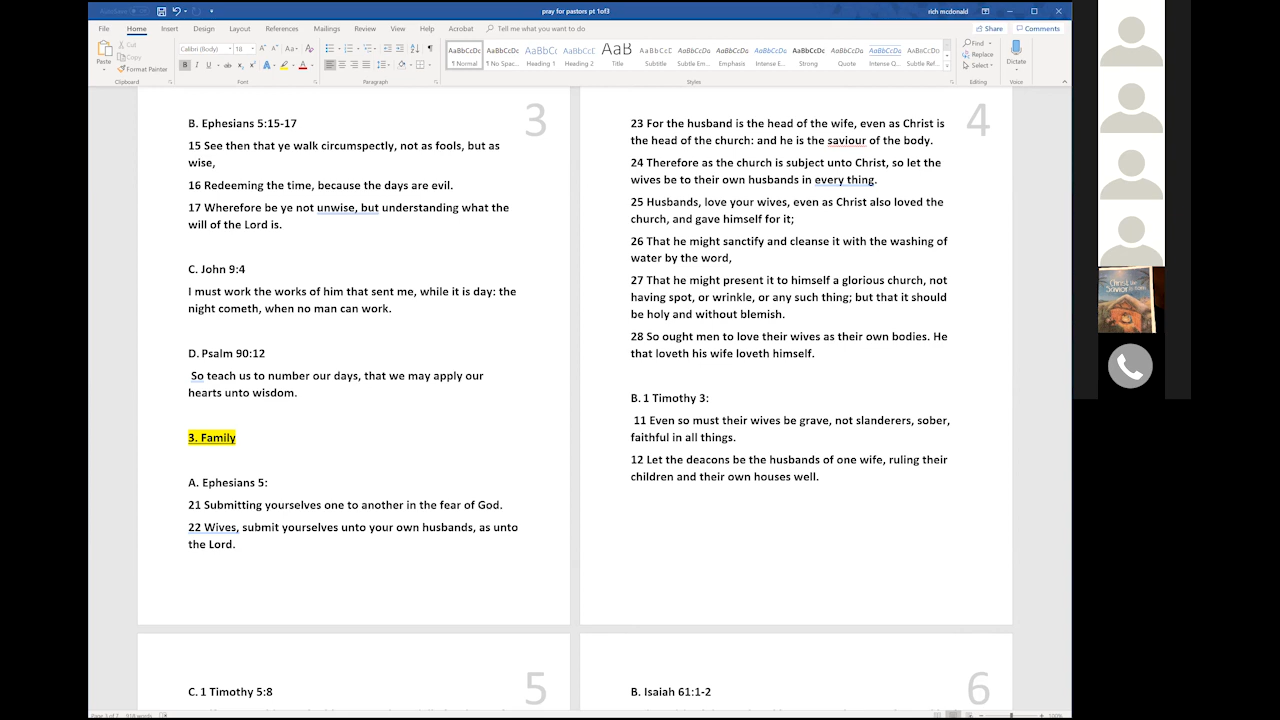 AutoSave
pray for pastors pt 1of3
rich mcdonald
File Home Insert Design Layout References Mailings Review View Help Acrobat Tell me what you want to do
Share Comments
Paste
Cut
Copy
Format Painter
Calibri (Body) 18
AaBbCcDc AaBbCcDc AaBbCc AaBbCcE AaB AaBbCcE AaBbCcDc AaBbCcDc AaBbCcDc AaBbCcDc AaBbCcDc AaBbCcDc AaBbCcDc
¶ Normal ¶ No Spac... Heading 1 Heading 2 Title Subtitle Subtle Em... Emphasis Intense E... Strong Quote Intense Q... Subtle Ref...
Find
Replace
Select
Dictate
Clipboard Font Paragraph Styles Editing Voice
3
B. Ephesians 5:15-17
15 See then that ye walk circumspectly, not as fools, but as
wise,
16 Redeeming the time, because the days are evil.
17 Wherefore be ye not unwise, but understanding what the
will of the Lord is.
C. John 9:4
I must work the works of him that sent me, while it is day: the
night cometh, when no man can work.
D. Psalm 90:12
So teach us to number our days, that we may apply our
hearts unto wisdom.
3. Family
A. Ephesians 5:
21 Submitting yourselves one to another in the fear of God.
22 Wives, submit yourselves unto your own husbands, as unto
the Lord.
4
23 For the husband is the head of the wife, even as Christ is
the head of the church: and he is the saviour of the body.
24 Therefore as the church is subject unto Christ, so let the
wives be to their own husbands in every thing.
25 Husbands, love your wives, even as Christ also loved the
church, and gave himself for it;
26 That he might sanctify and cleanse it with the washing of
water by the word,
27 That he might present it to himself a glorious church, not
having spot, or wrinkle, or any such thing; but that it should
be holy and without blemish.
28 So ought men to love their wives as their own bodies. He
that loveth his wife loveth himself.
B. 1 Timothy 3:
11 Even so must their wives be grave, not slanderers, sober,
faithful in all things.
12 Let the deacons be the husbands of one wife, ruling their
children and their own houses well.
5
C. 1 Timothy 5:8
6
B. Isaiah 61:1-2
Christ the
Savior is born